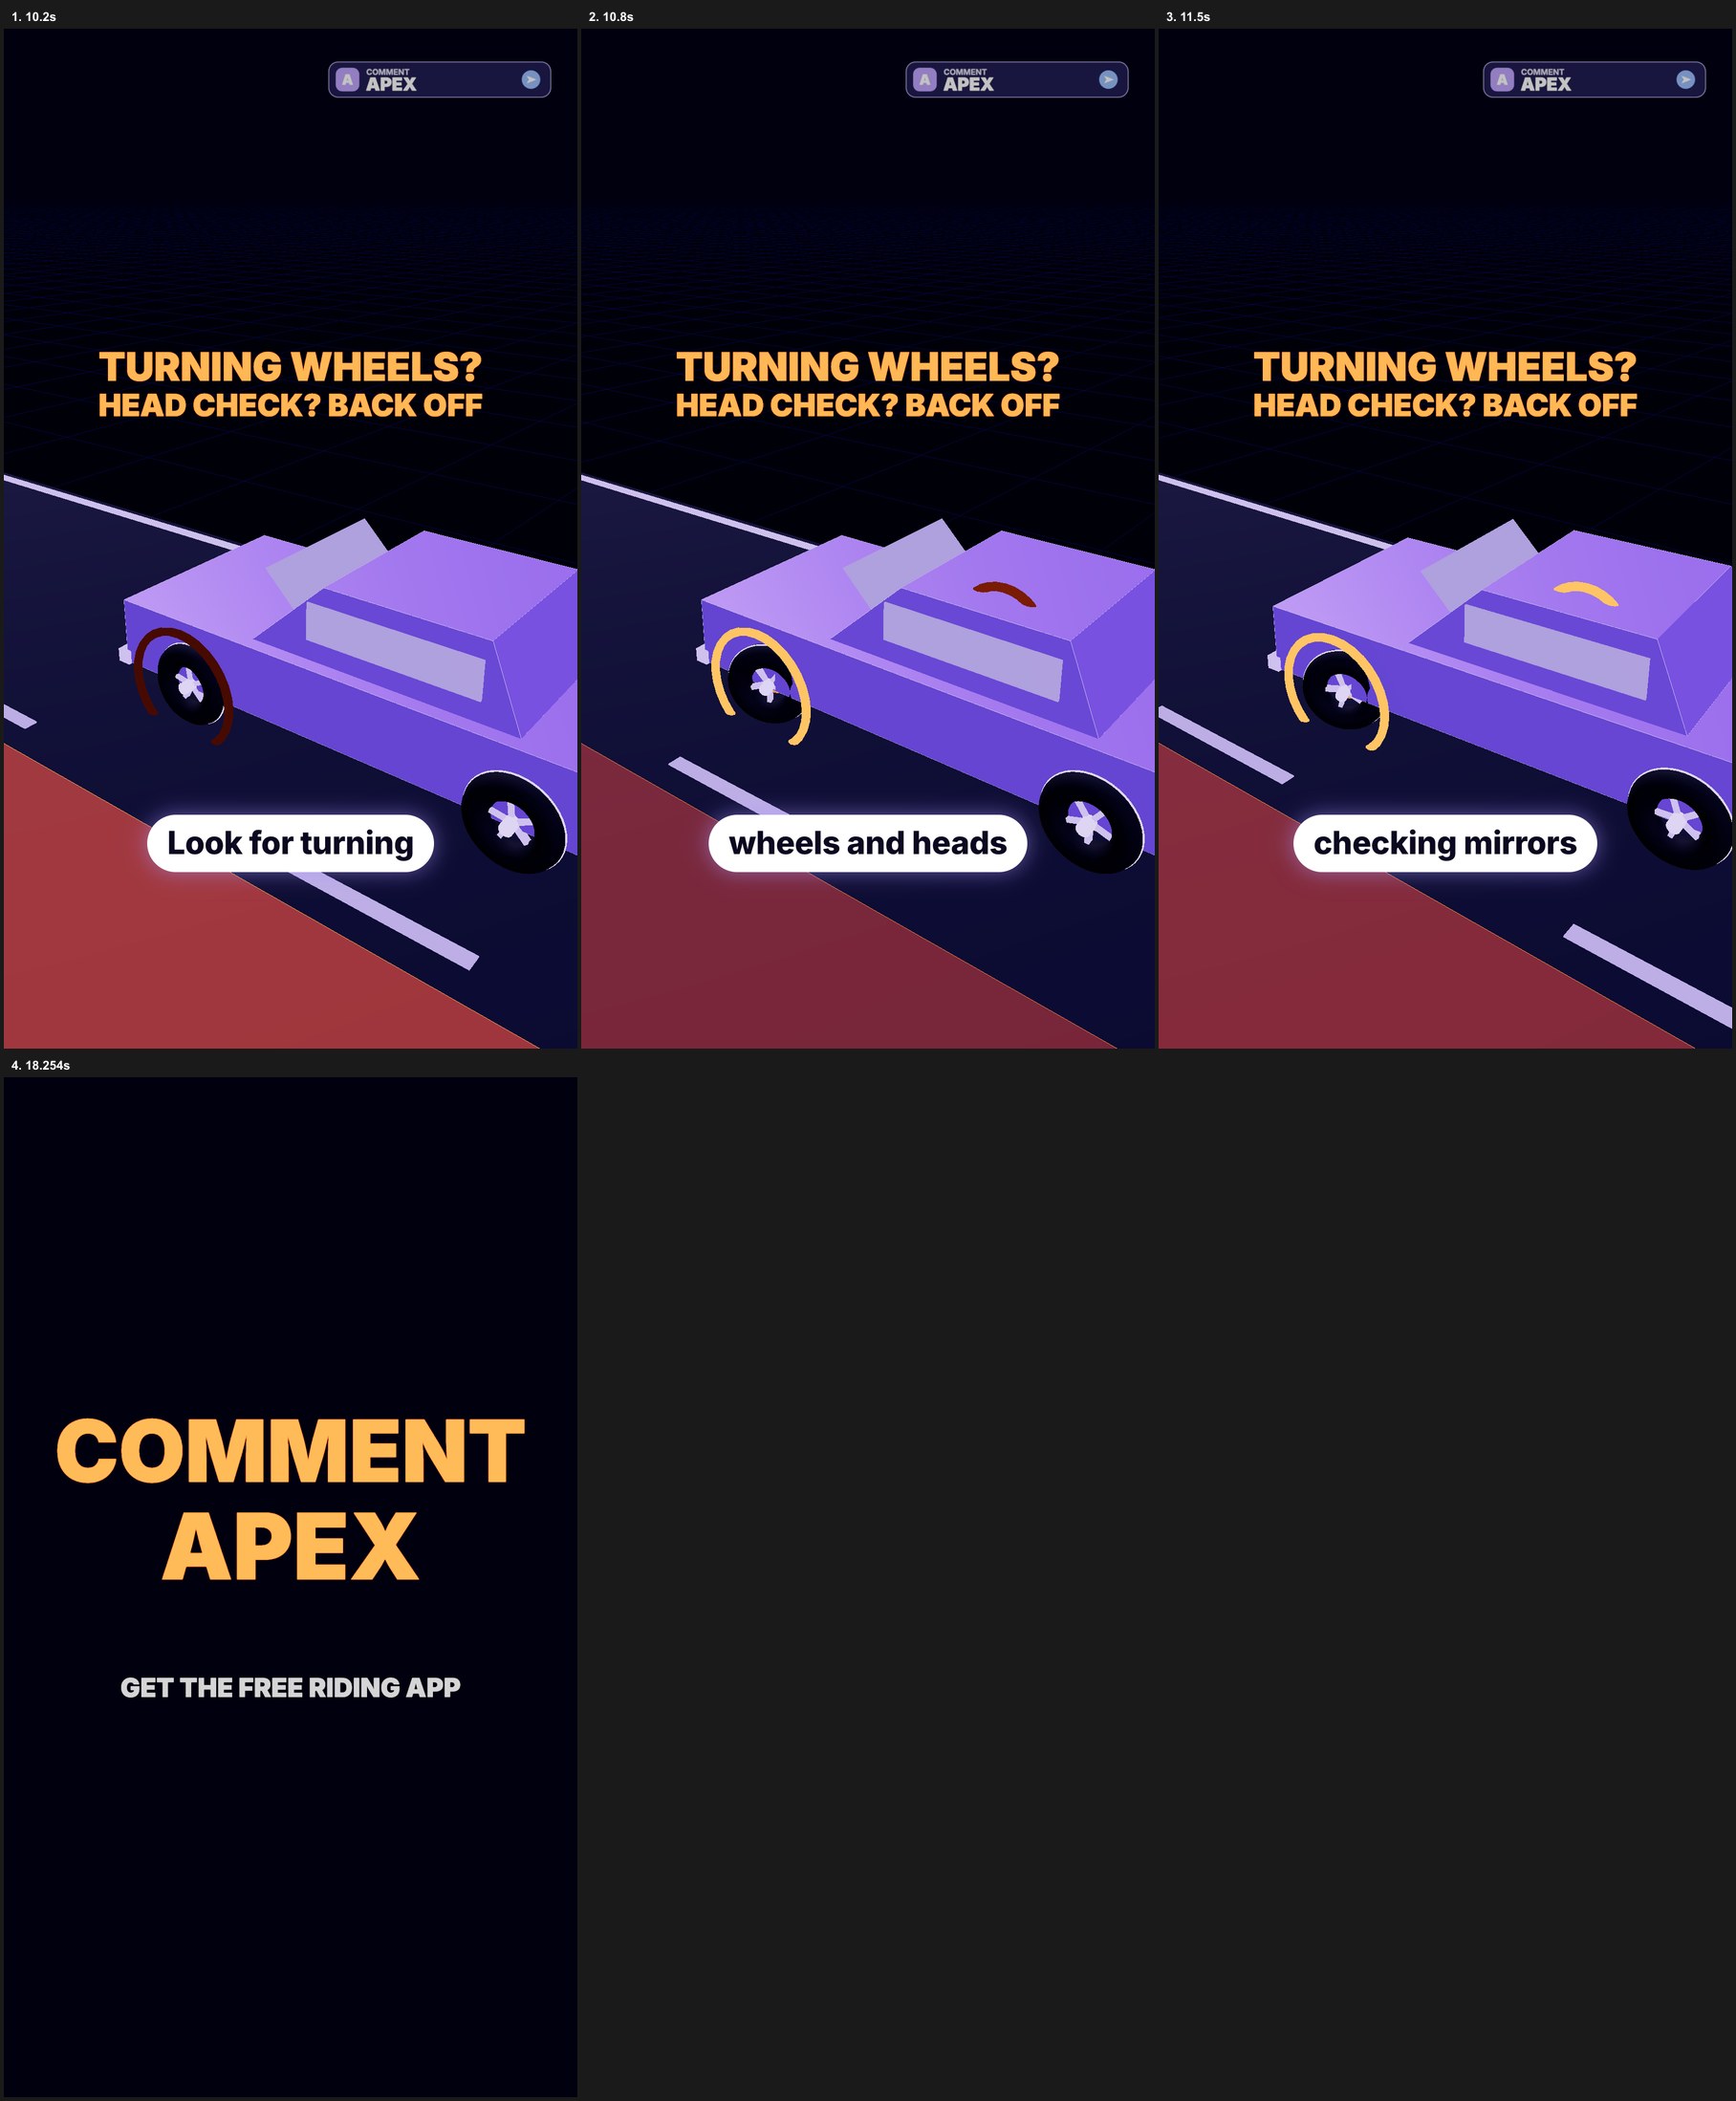 1. 10.2s
COMMENT
A APEX
TURNING WHEELS?
HEAD CHECK? BACK OFF
Look for turning
2. 10.8s
COMMENT
A APEX
TURNING WHEELS?
HEAD CHECK? BACK OFF
wheels and heads
3. 11.5s
COMMENT
A APEX
TURNING WHEELS?
HEAD CHECK? BACK OFF
checking mirrors
4. 18.254s
COMMENT
APEX
GET THE FREE RIDING APP